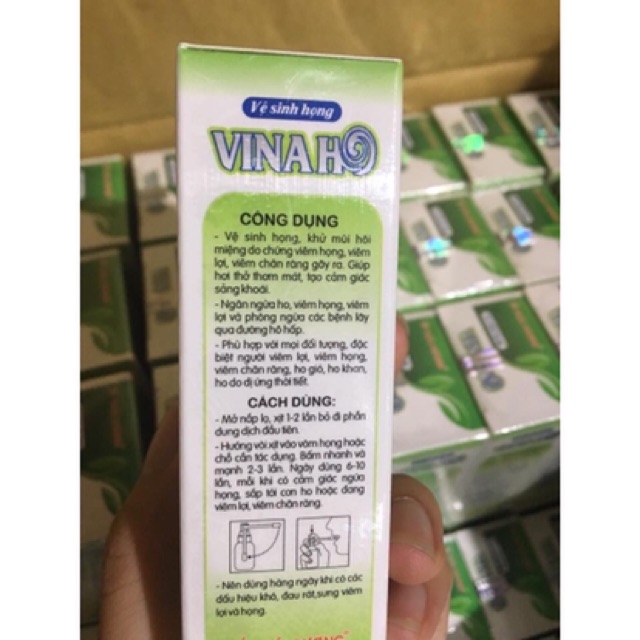 Vệ sinh họng
VINAHO
CÔNG DỤNG
- Vệ sinh họng, khử mùi hôi
miệng do chứng viêm họng, viêm
lợi, viêm chân răng gây ra. Giúp
hơi thở thơm mát, tạo cảm giác
sảng khoái.
- Ngăn ngừa ho, viêm họng, viêm
lợi và phòng ngừa các bệnh lây
qua đường hô hấp.
- Phù hợp với mọi đối tượng, đặc
biệt người viêm lợi, viêm họng,
viêm chân răng, ho gió, ho khan,
ho do dị ứng thời tiết.
CÁCH DÙNG:
- Mở nắp lọ, xịt 1-2 lần bỏ đi phần
dung dịch đầu tiên.
- Hướng vòi xịt vào vòm họng hoặc
chỗ cần tác dụng. Bấm nhanh và
mạnh 2-3 lần. Ngày dùng 6-10
lần, mỗi khi có cảm giác ngứa
họng, sắp tới cơn ho hoặc đang
viêm lợi, viêm chân răng.
- Nên dùng hàng ngày khi có các
dấu hiệu khô, đau rát,sưng viêm
lợi và họng.